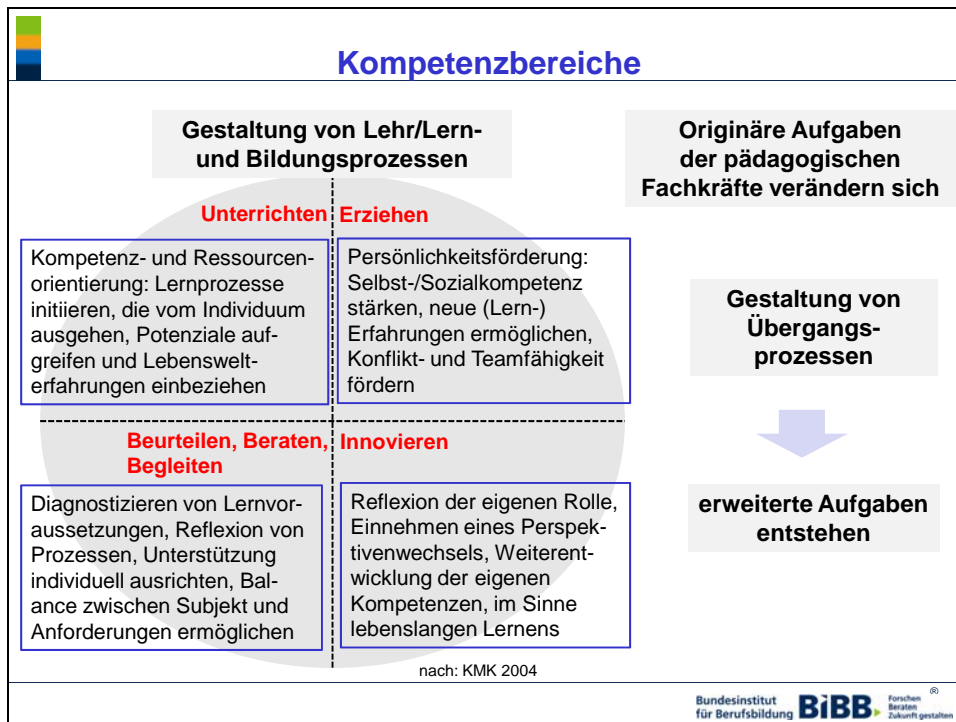 Kompetenzbereiche
Gestaltung von Lehr/Lern-
und Bildungsprozessen
Unterrichten
Kompetenz- und Ressourcen-
orientierung: Lernprozesse
initiieren, die vom Individuum
ausgehen, Potenziale auf-
greifen und Lebenswelt-
erfahrungen einbeziehen
Erziehen
Persönlichkeitsförderung:
Selbst-/Sozialkompetenz
stärken, neue (Lern-)
Erfahrungen ermöglichen,
Konflikt- und Teamfähigkeit
fördern
Beurteilen, Beraten,
Begleiten
Diagnostizieren von Lernvor-
aussetzungen, Reflexion von
Prozessen, Unterstützung
individuell ausrichten, Bal-
ance zwischen Subjekt und
Anforderungen ermöglichen
Innovieren
Reflexion der eigenen Rolle,
Einnehmen eines Perspek-
tivenwechsels, Weiterent-
wicklung der eigenen
Kompetenzen, im Sinne
lebenslangen Lernens
nach: KMK 2004
Originäre Aufgaben
der pädagogischen
Fachkräfte verändern sich
Gestaltung von
Übergangs-
prozessen
erweiterte Aufgaben
entstehen
Bundesinstitut
für Berufsbildung
BiBB
Forschen
Beraten
Zukunft gestalten
®